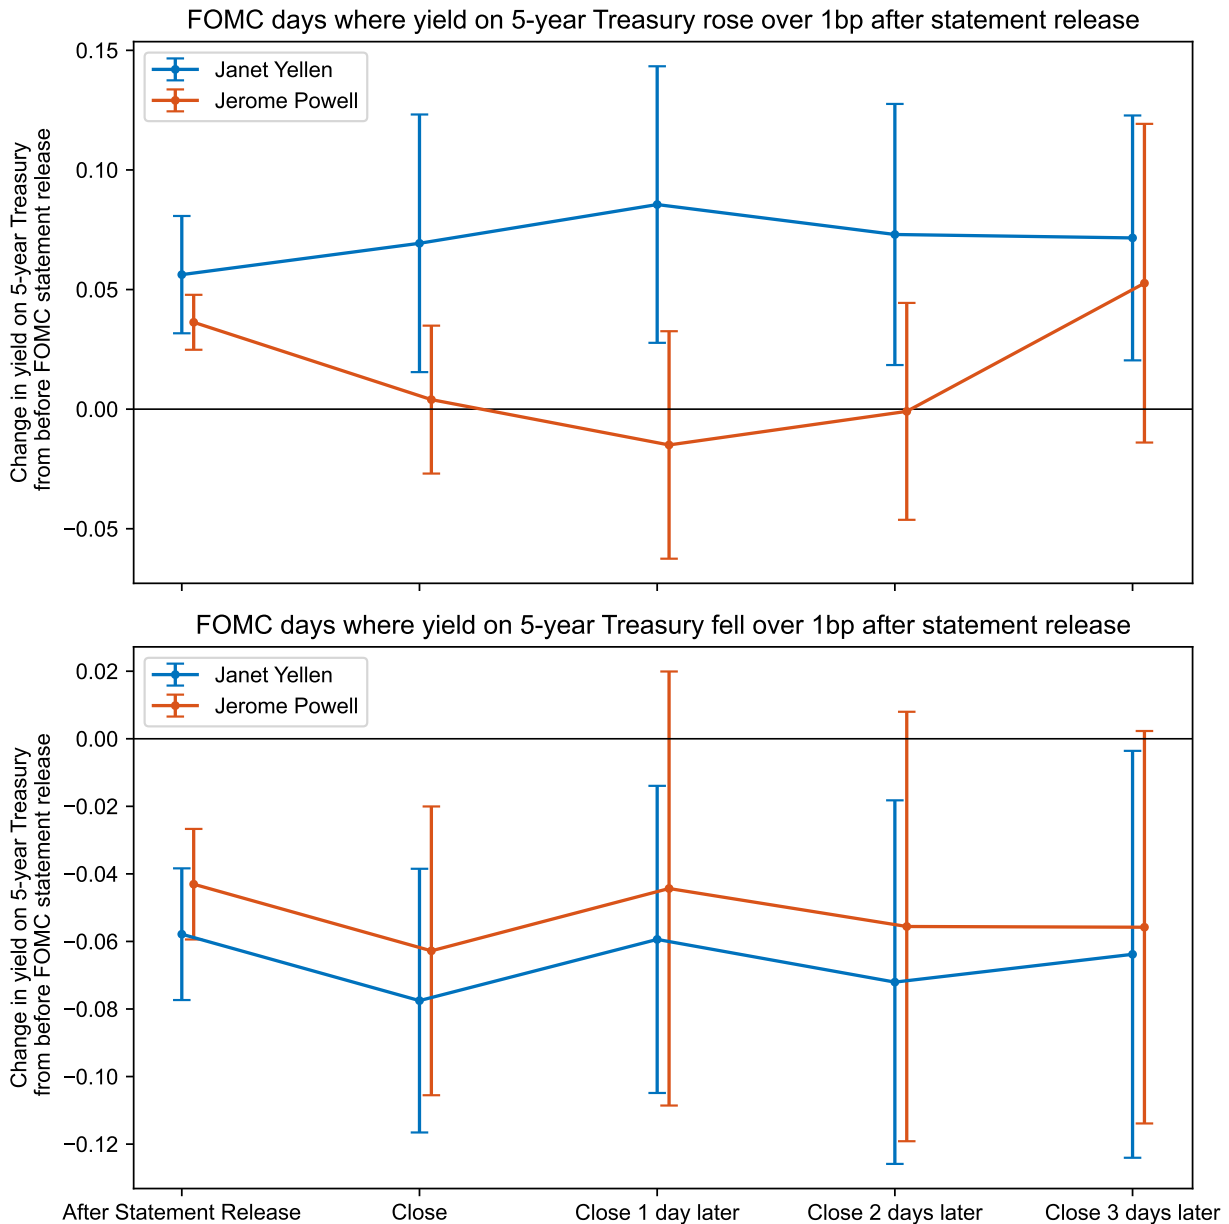 FOMC days where yield on 5-year Treasury rose over 1bp after statement release
Janet Yellen
Jerome Powell
Change in yield on 5-year Treasury
from before FOMC statement release
0.15
0.10
0.05
0.00
−0.05
FOMC days where yield on 5-year Treasury fell over 1bp after statement release
Janet Yellen
Jerome Powell
Change in yield on 5-year Treasury
from before FOMC statement release
0.02
0.00
−0.02
−0.04
−0.06
−0.08
−0.10
−0.12
After Statement Release
Close
Close 1 day later
Close 2 days later
Close 3 days later